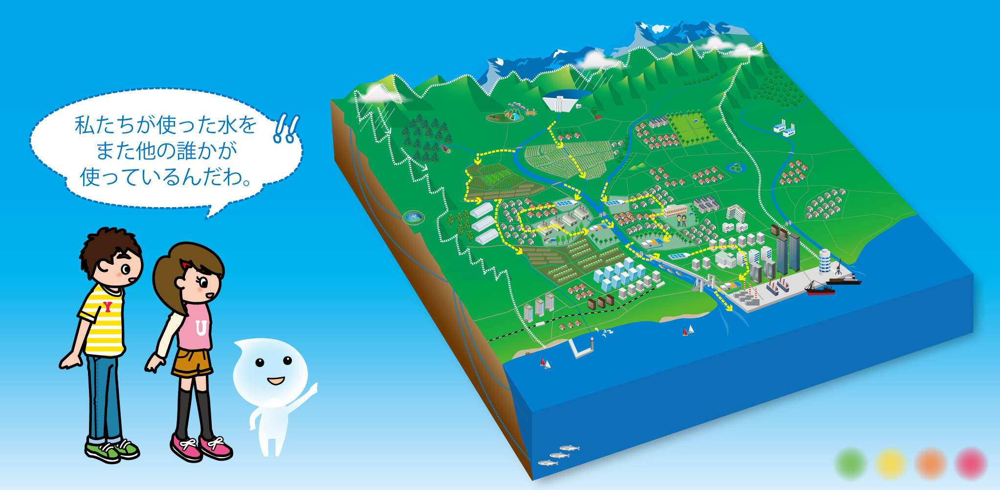 私たちが使った水を
また他の誰かが
使っているんだわ。
!!
Y
U